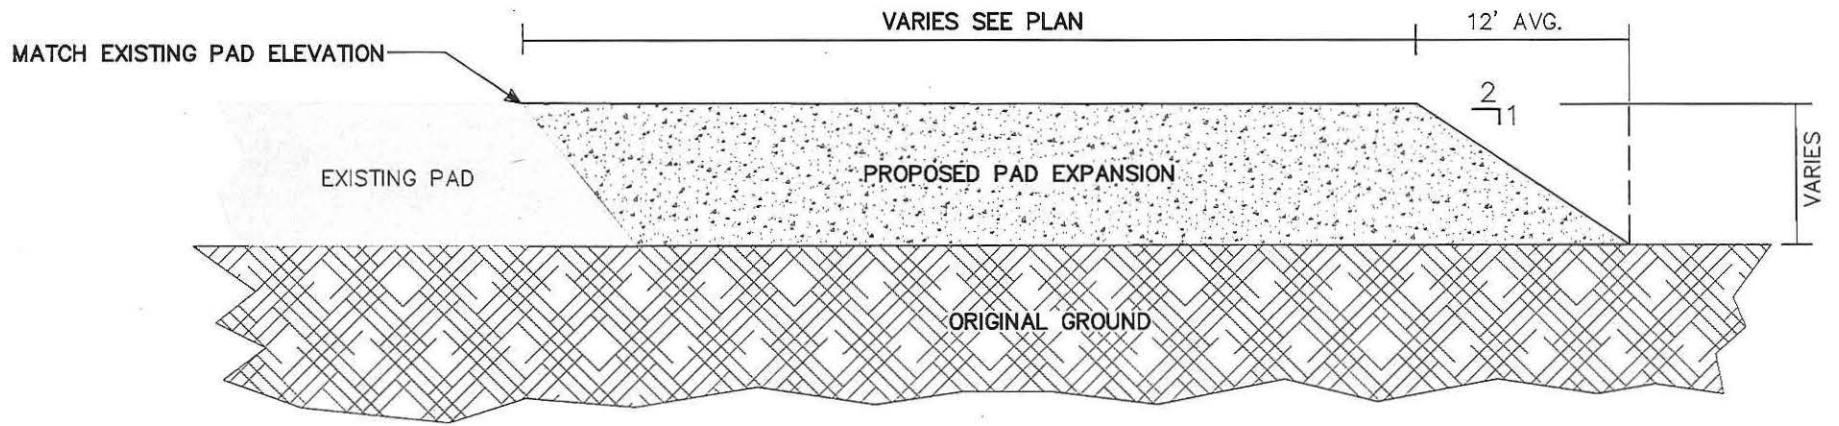 VARIES SEE PLAN
12' AVG.
MATCH EXISTING PAD ELEVATION
2
1
EXISTING PAD
PROPOSED PAD EXPANSION
VARIES
ORIGINAL GROUND